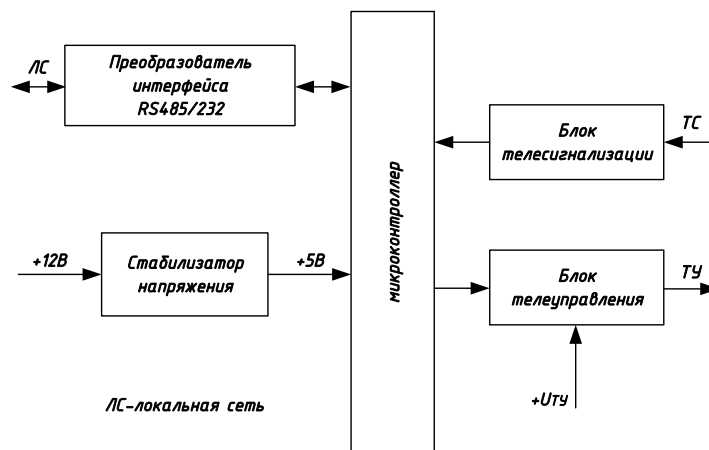 ЛС
Преобразователь
интерфейса
RS485/232
микроконтроллер
Блок
телесигнализации
ТС
+12В
Стабилизатор
напряжения
+5В
Блок
телеуправления
ТУ
+Uту
ЛС-локальная сеть